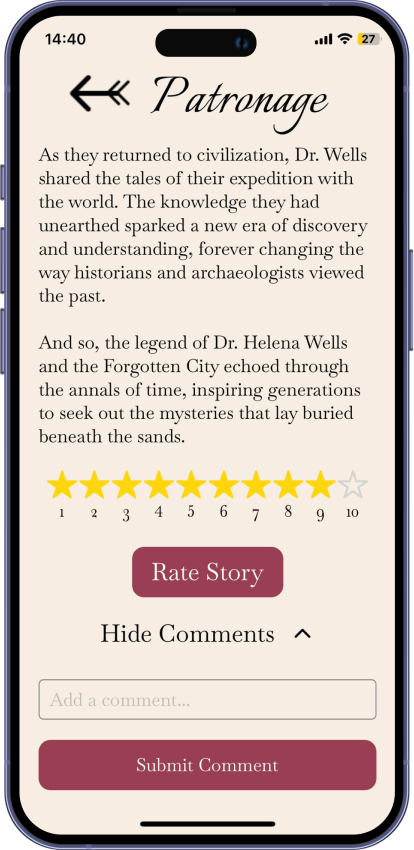 14:40
27
Patronage
As they returned to civilization, Dr. Wells
shared the tales of their expedition with
the world. The knowledge they had
unearthed sparked a new era of discovery
and understanding, forever changing the
way historians and archaeologists viewed
the past.
And so, the legend of Dr. Helena Wells
and the Forgotten City echoed through
the annals of time, inspiring generations
to seek out the mysteries that lay buried
beneath the sands.
1 2 3 4 5 6 7 8 9 10
Rate Story
Hide Comments
Add a comment...
Submit Comment